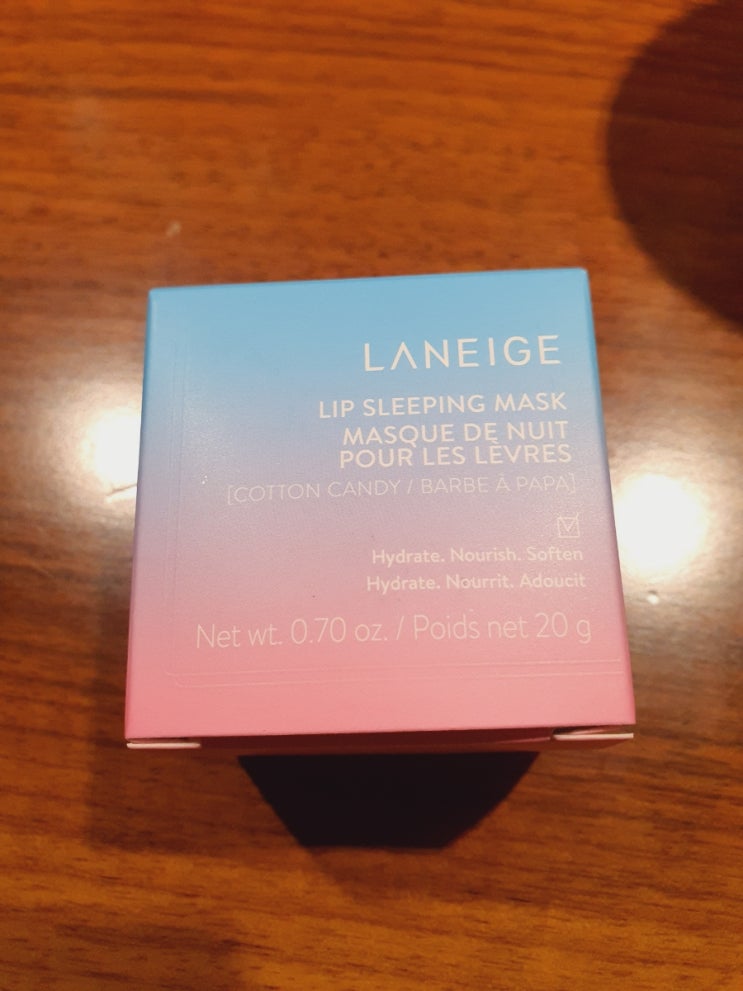 LANEIGE
LIP SLEEPING MASK
MASQUE DE NUIT
POUR LES LÈVRES
[COTTON CANDY / BARBE À PAPA]
Hydrate. Nourish. Soften
Hydrate. Nourrit. Adoucit
Net wt. 0.70 oz. / Poids net 20 g